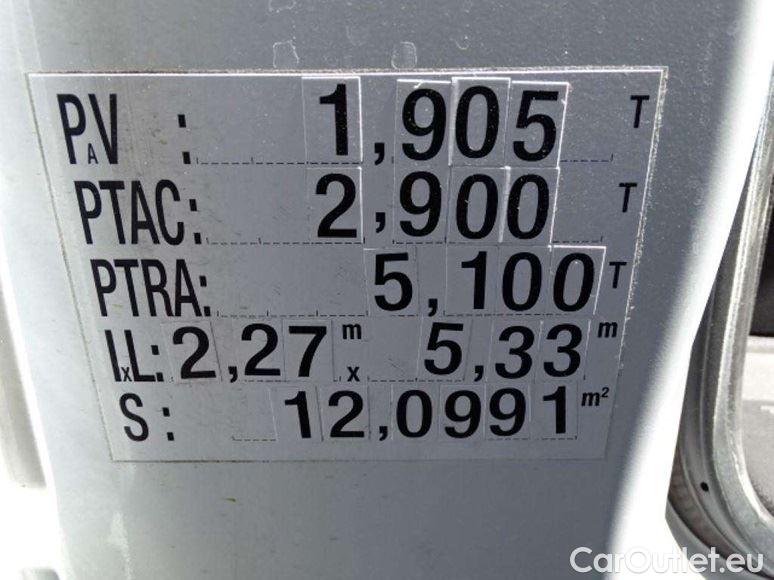 PAV : 1,905 T
PTAC: 2,900 T
PTRA: 5,100 T
lxL: 2,27 m x 5,33 m
S : 12,0991 m²
CarOutlet.eu